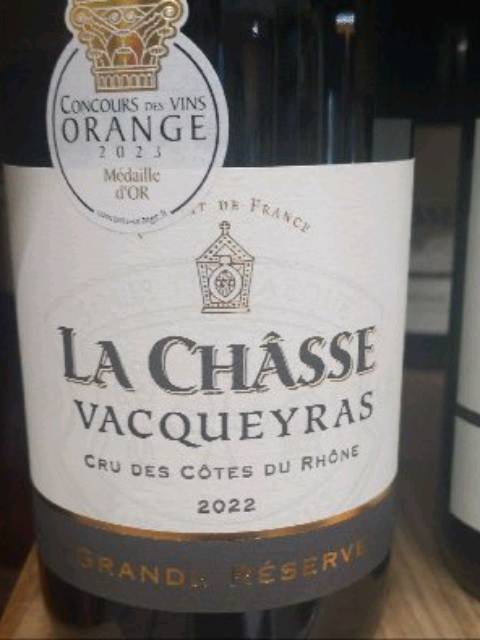 CONCOURS DES VINS
ORANGE
2023
Médaille
d'OR
DE FRANCE
LA CHÂSSE
VACQUEYRAS
CRU DES CÔTES DU RHÔNE
2022
GRANDE RÉSERVE